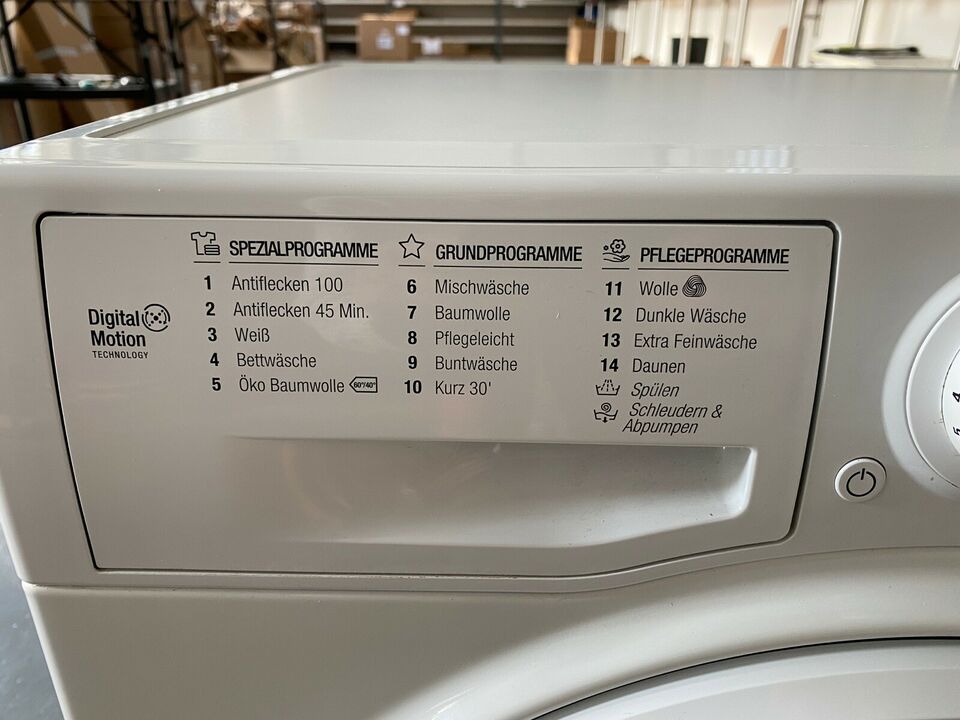 Digital
Motion
TECHNOLOGY
SPEZIALPROGRAMME
1 Antiflecken 100
2 Antiflecken 45 Min.
3 Weiß
4 Bettwäsche
5 Öko Baumwolle 60°/40°
GRUNDPROGRAMME
6 Mischwäsche
7 Baumwolle
8 Pflegeleicht
9 Buntwäsche
10 Kurz 30'
PFLEGEPROGRAMME
11 Wolle
12 Dunkle Wäsche
13 Extra Feinwäsche
14 Daunen
Spülen
Schleudern &
Abpumpen
4
5